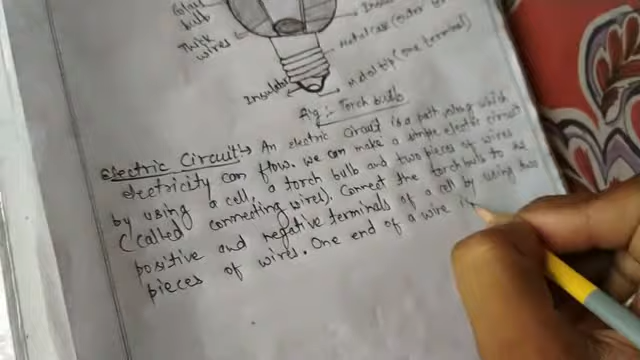 bulb
Thick
wires
Insulator
Metal case (outer
Metal tip (one terminal)
Fig :- Torch bulb
Electric Circuit :→ An electric circuit is a path using which
electricity can flow. We can make a simple electric circuit
by using a cell, a torch bulb and two pieces of wires
(called connecting wires). Connect the torch bulb to the
positive and negative terminals of a cell by using two
pieces of wires. One end of a wire is